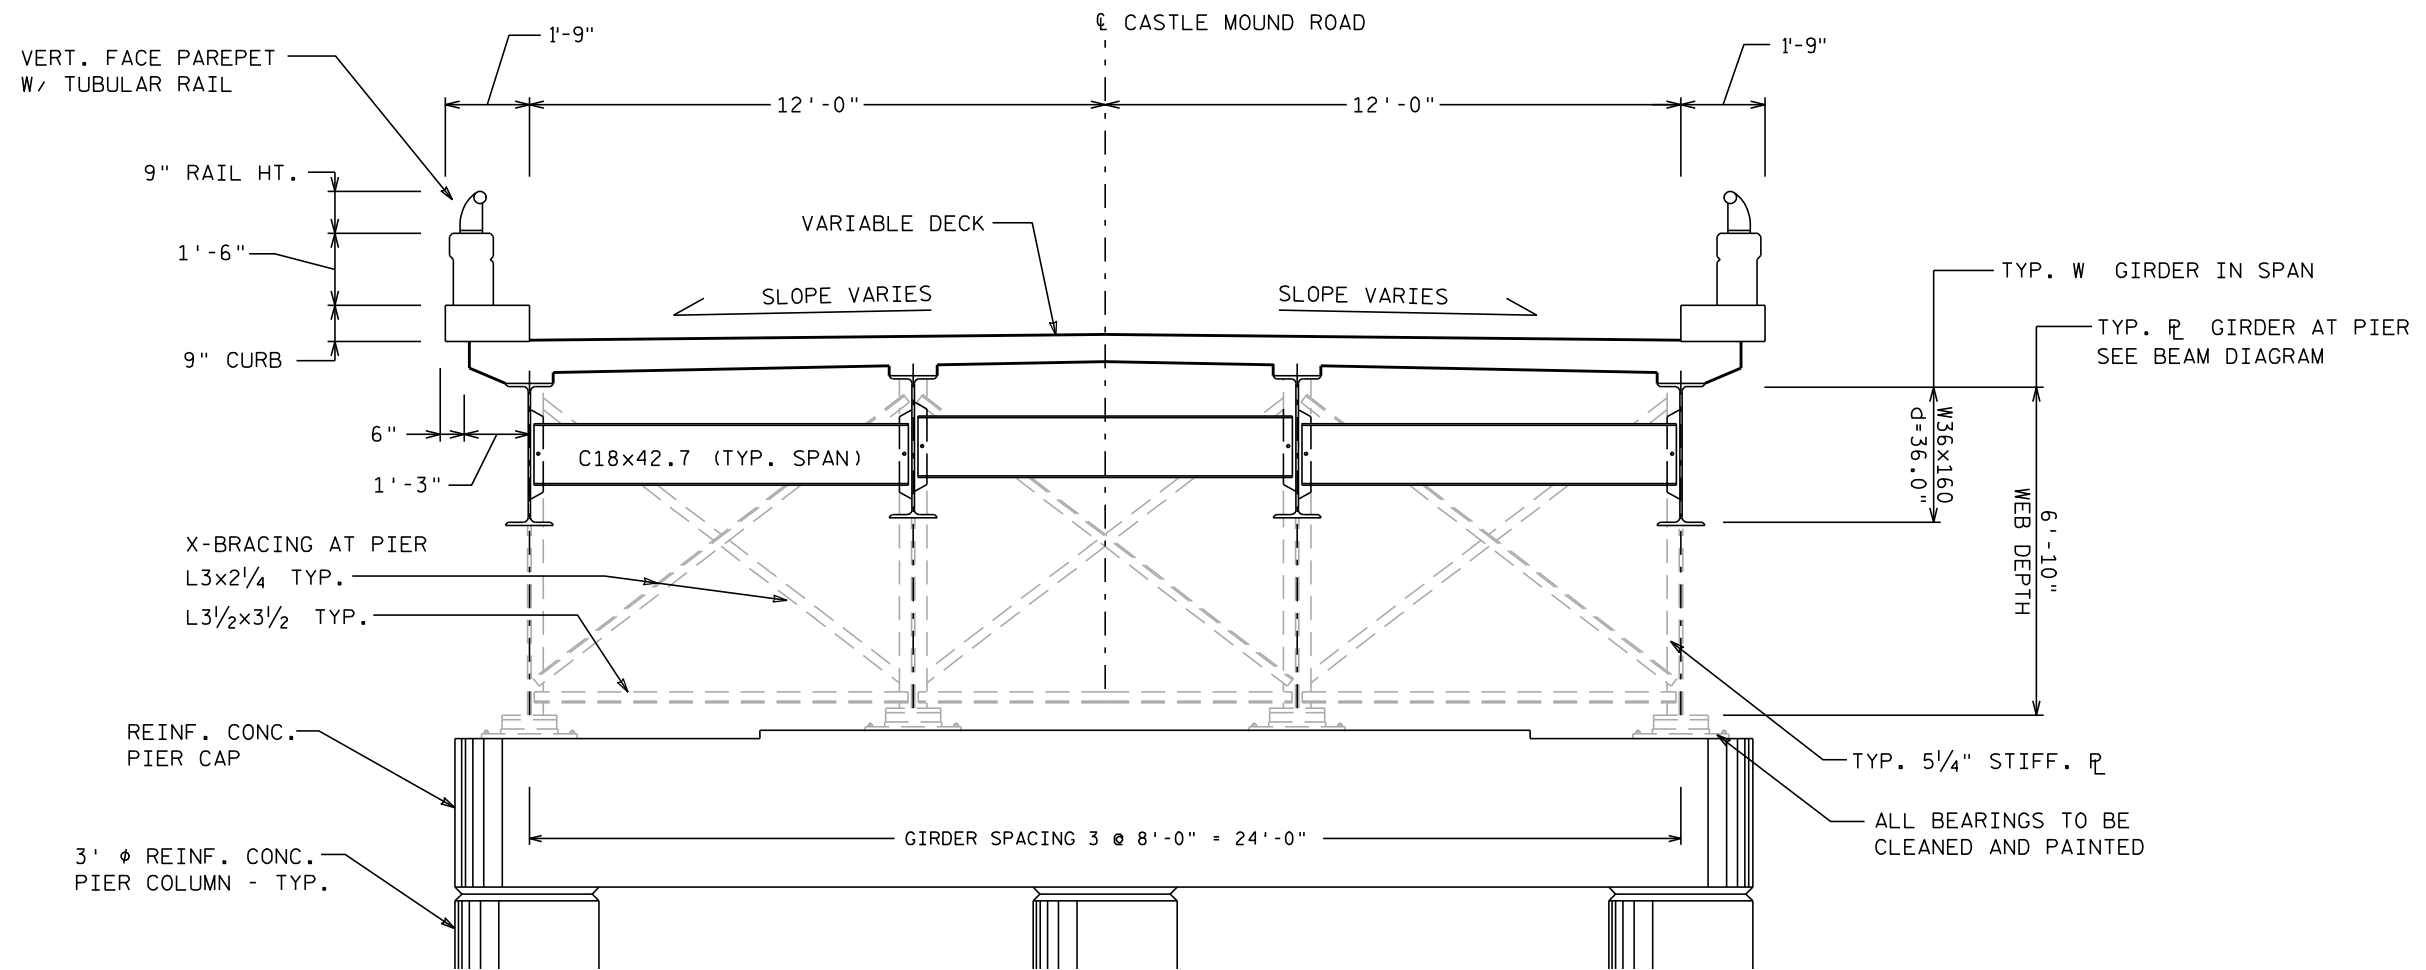 ℄ CASTLE MOUND ROAD
1'-9"
1'-9"
VERT. FACE PAREPET
W/ TUBULAR RAIL
12'-0"
12'-0"
9" RAIL HT.
VARIABLE DECK
1'-6"
SLOPE VARIES
SLOPE VARIES
TYP. W GIRDER IN SPAN
TYP. ⅊ GIRDER AT PIER
SEE BEAM DIAGRAM
9" CURB
6"
C18x42.7 (TYP. SPAN)
1'-3"
W36x160
d=36.0"
6'-10"
WEB DEPTH
X-BRACING AT PIER
L3x2¼ TYP.
L3½x3½ TYP.
REINF. CONC.
PIER CAP
TYP. 5¼" STIFF. ⅊
ALL BEARINGS TO BE
CLEANED AND PAINTED
GIRDER SPACING 3 @ 8'-0" = 24'-0"
3' ⌀ REINF. CONC.
PIER COLUMN - TYP.